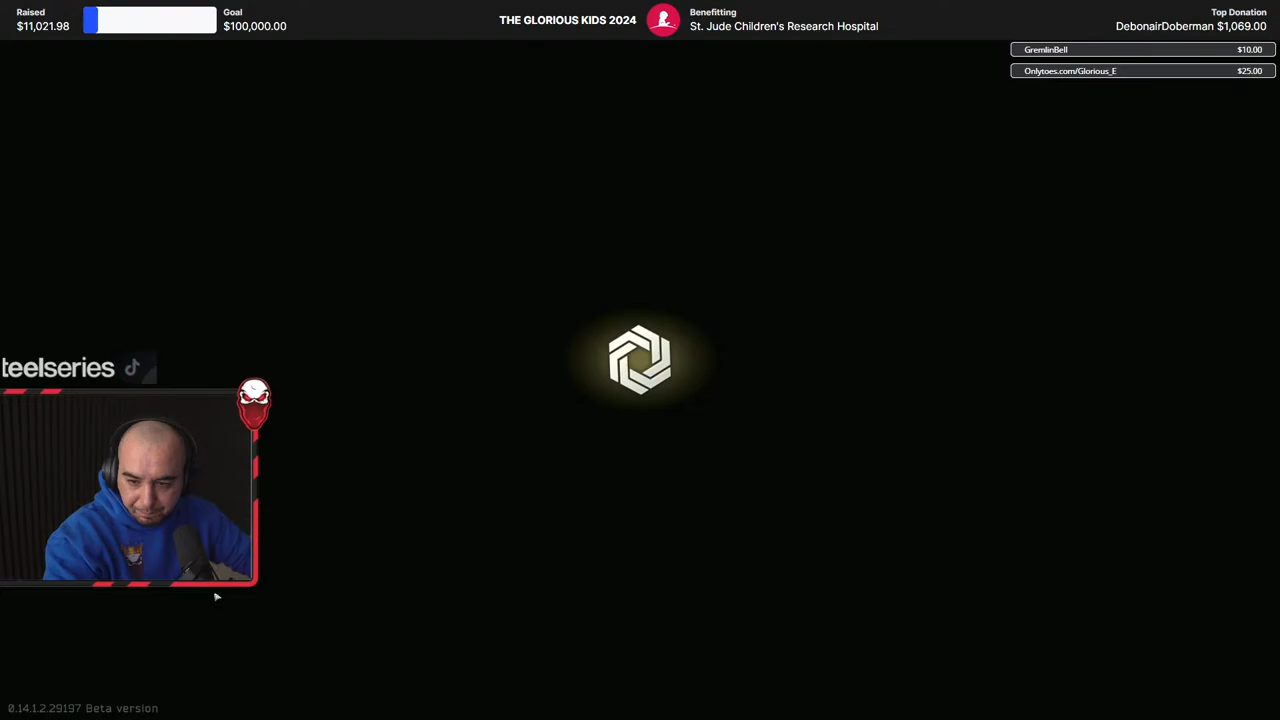 Raised
$11,021.98
Goal
$100,000.00
THE GLORIOUS KIDS 2024
Benefitting
St. Jude Children's Research Hospital
Top Donation
DebonairDoberman $1,069.00
GremlinBell $10.00
Onlytoes.com/Glorious_E $25.00
teelseries
0.14.1.2.29197 Beta version